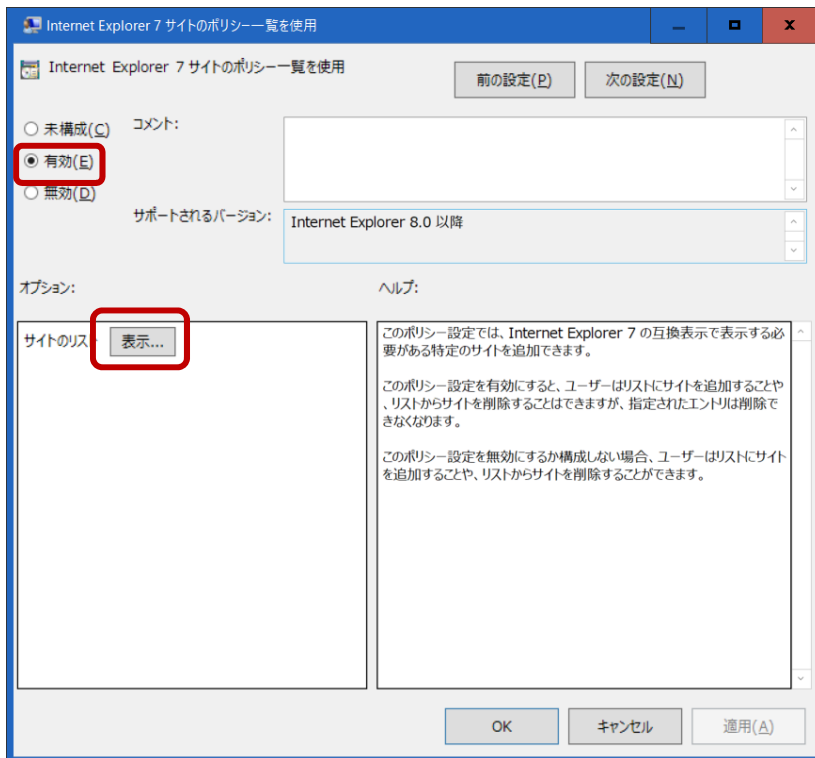 Internet Explorer 7 サイトのポリシー一覧を使用
Internet Explorer 7 サイトのポリシー一覧を使用
前の設定(P)
次の設定(N)
未構成(C)
コメント:
有効(E)
無効(D)
サポートされるバージョン:
Internet Explorer 8.0 以降
オプション:
ヘルプ:
サイトのリス
表示...
このポリシー設定では、Internet Explorer 7 の互換表示で表示する必
要がある特定のサイトを追加できます。
このポリシー設定を有効にすると、ユーザーはリストにサイトを追加することや
、リストからサイトを削除することはできますが、指定されたエントリは削除で
きなくなります。
このポリシー設定を無効にするか構成しない場合、ユーザーはリストにサイト
を追加することや、リストからサイトを削除することができます。
OK
キャンセル
適用(A)